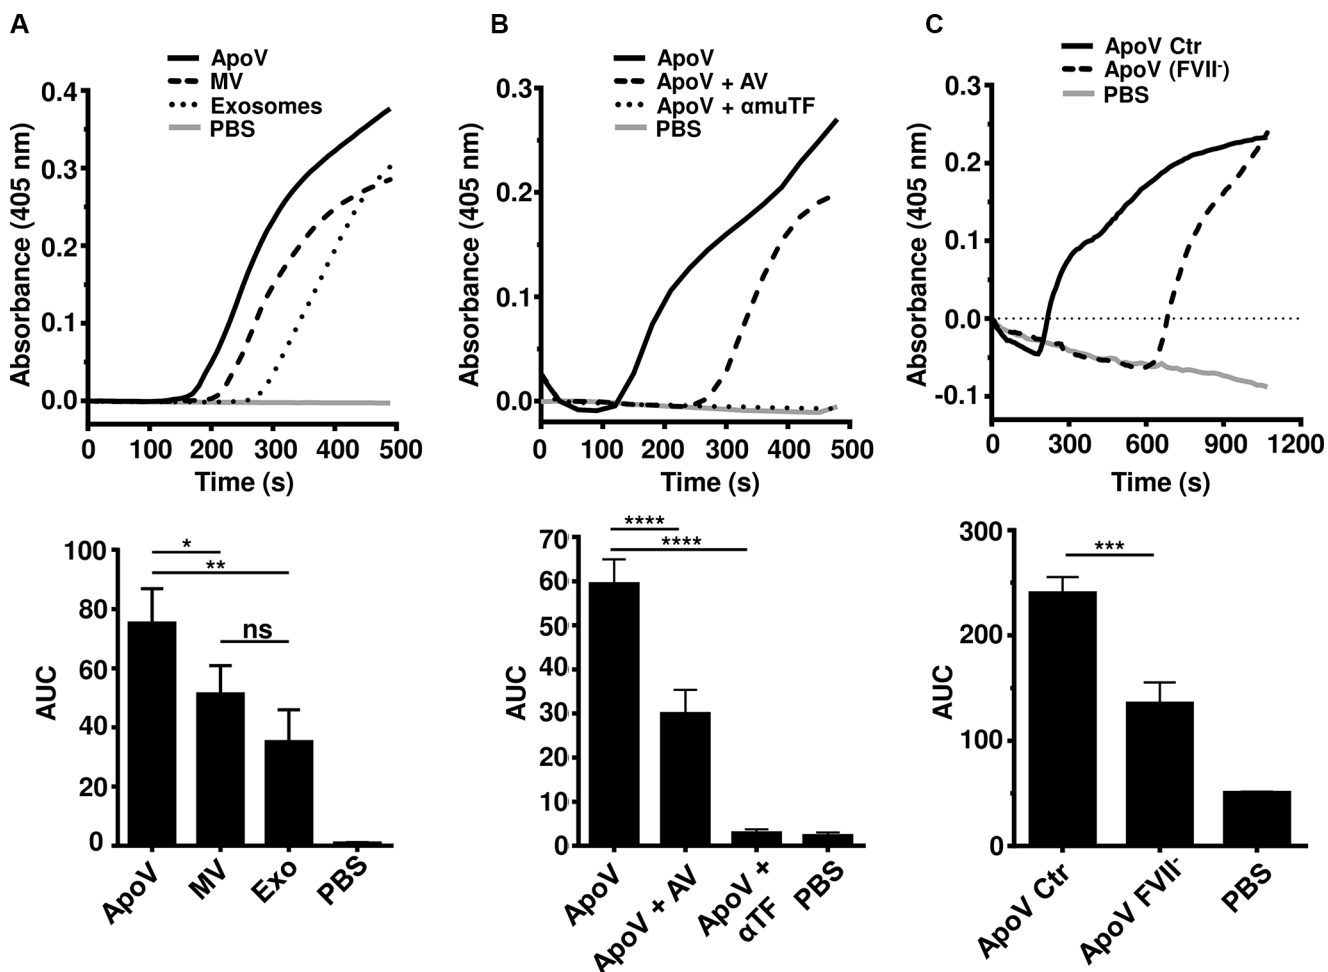 A
ApoV
MV
Exosomes
PBS
Absorbance (405 nm)
0.4
0.3
0.2
0.1
0.0
0 100 200 300 400 500
Time (s)
B
ApoV
ApoV + AV
ApoV + αmuTF
PBS
Absorbance (405 nm)
0.3
0.2
0.1
0.0
0 100 200 300 400 500
Time (s)
C
ApoV Ctr
ApoV (FVII⁻)
PBS
Absorbance (405 nm)
0.3
0.2
0.1
0.0
-0.1
0 300 600 900 1200
Time (s)
AUC
100
80
60
40
20
0
*
**
ns
ApoV
MV
Exo
PBS
AUC
70
60
50
40
30
20
10
0
****
****
ApoV
ApoV + AV
ApoV +
αTF
PBS
AUC
300
200
100
0
***
ApoV Ctr
ApoV FVII⁻
PBS